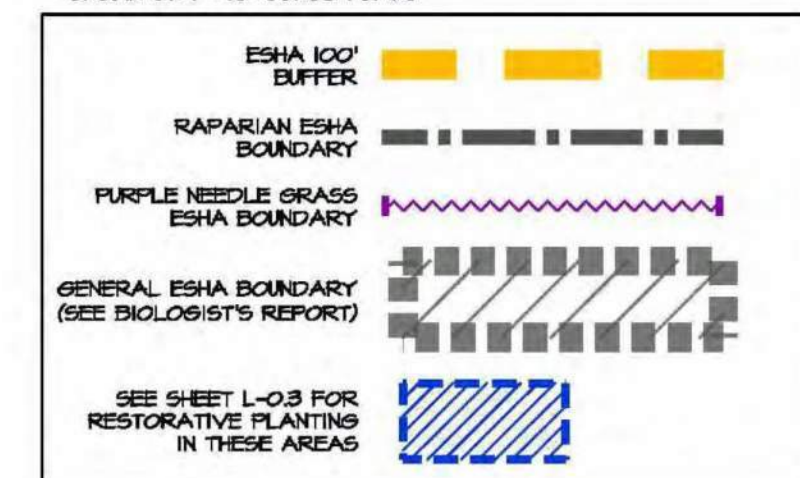 ESHA 100'
BUFFER
RAPARIAN ESHA
BOUNDARY
PURPLE NEEDLE GRASS
ESHA BOUNDARY
GENERAL ESHA BOUNDARY
(SEE BIOLOGIST'S REPORT)
SEE SHEET L-0.3 FOR
RESTORATIVE PLANTING
IN THESE AREAS